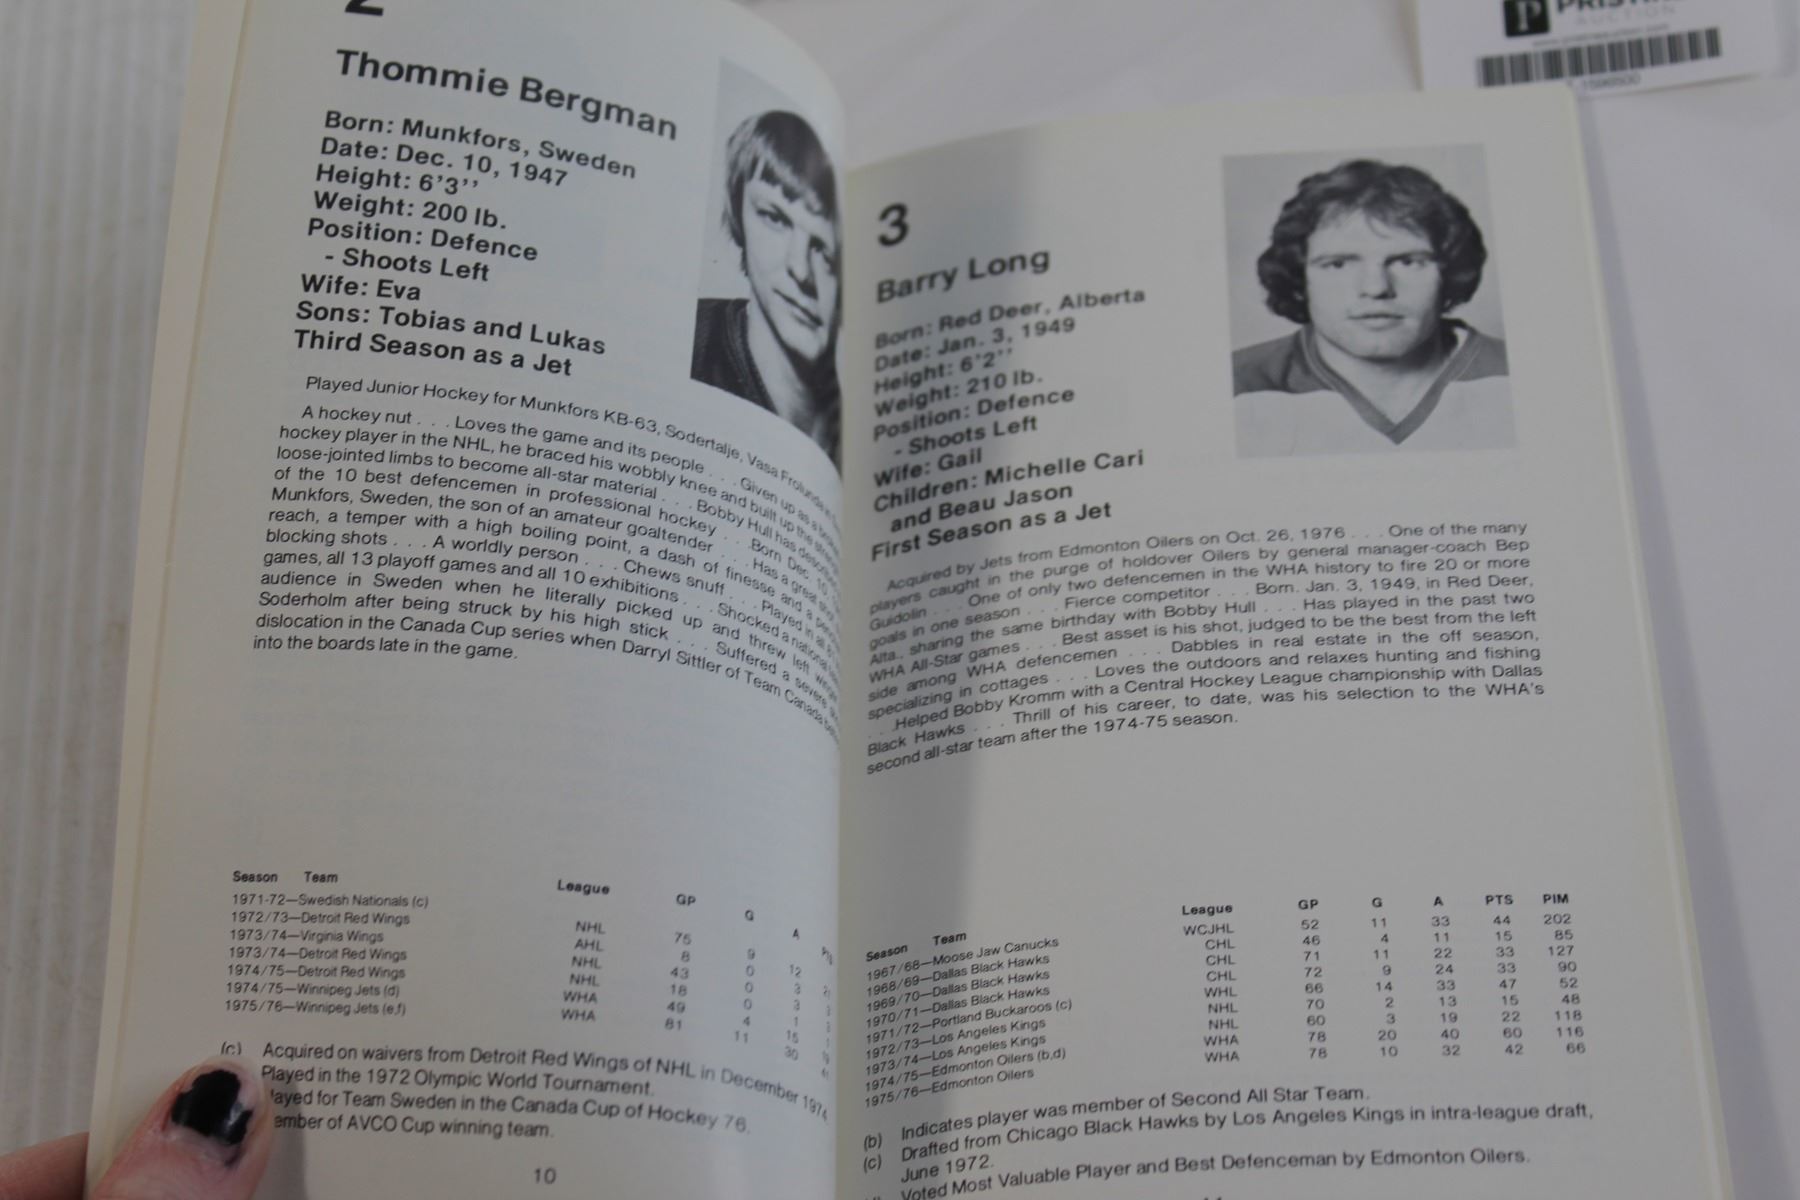 2
Thommie Bergman
Born: Munkfors, Sweden
Date: Dec. 10, 1947
Height: 6'3''
Weight: 200 lb.
Position: Defence
- Shoots Left
Wife: Eva
Sons: Tobias and Lukas
Third Season as a Jet
Played Junior Hockey for Munkfors KB-63, Sodertalje, Vasa Frolunda in
A hockey nut . . . Loves the game and its people . . . Given up as a
hockey player in the NHL, he braced his wobbly knee and built up the
loose-jointed limbs to become all-star material . . . Bobby Hull has
of the 10 best defencemen in professional hockey . . . Born Dec. 10,
Munkfors, Sweden, the son of an amateur goaltender . . . Has a great
reach, a temper with a high boiling point, a dash of finesse and a
blocking shots . . . A worldly person . . . Chews snuff . . . Played in all
games, all 13 playoff games and all 10 exhibitions . . . Shocked a national
audience in Sweden when he literally picked up and threw left
Soderholm after being struck by his high stick . . . Suffered a severe
dislocation in the Canada Cup series when Darryl Sittler of Team Canada
into the boards late in the game.
Season Team League GP G A PTS
1971-72—Swedish Nationals (c)
1972/73—Detroit Red Wings NHL 75 9 12 21
1973/74—Virginia Wings AHL 8 0 3 3
1973/74—Detroit Red Wings NHL 43 0 3 3
1974/75—Detroit Red Wings NHL 18 0 1 1
1974/75—Winnipeg Jets (d) WHA 49 4 15 19
1975/76—Winnipeg Jets (e,f) WHA 81 11 30 41
(c) Acquired on waivers from Detroit Red Wings of NHL in December 1974.
Played in the 1972 Olympic World Tournament.
layed for Team Sweden in the Canada Cup of Hockey 76.
ember of AVCO Cup winning team.
10
3
Barry Long
Born: Red Deer, Alberta
Date: Jan. 3, 1949
Height: 6'2''
Weight: 210 lb.
Position: Defence
- Shoots Left
Wife: Gail
Children: Michelle Cari
and Beau Jason
First Season as a Jet
Acquired by Jets from Edmonton Oilers on Oct. 26, 1976 . . . One of the many
players caught in the purge of holdover Oilers by general manager-coach Bep
Guidolin . . . One of only two defencemen in the WHA history to fire 20 or more
goals in one season . . . Fierce competitor . . . Born. Jan. 3, 1949, in Red Deer,
Alta., sharing the same birthday with Bobby Hull . . . Has played in the past two
WHA All-Star games . . . Best asset is his shot, judged to be the best from the left
side among WHA defencemen . . . Dabbles in real estate in the off season,
specializing in cottages . . . Loves the outdoors and relaxes hunting and fishing
. . . Helped Bobby Kromm with a Central Hockey League championship with Dallas
Black Hawks . . . Thrill of his career, to date, was his selection to the WHA's
second all-star team after the 1974-75 season.
Season Team League GP G A PTS PIM
1967/68—Moose Jaw Canucks WCJHL 52 11 33 44 202
1968/69—Dallas Black Hawks CHL 46 4 11 15 85
1969/70—Dallas Black Hawks CHL 71 11 22 33 127
1970/71—Dallas Black Hawks CHL 72 9 24 33 90
1971/72—Portland Buckaroos (c) WHL 66 14 33 47 52
1972/73—Los Angeles Kings NHL 70 2 13 15 48
1973/74—Los Angeles Kings NHL 60 3 19 22 118
1974/75—Edmonton Oilers (b,d) WHA 78 20 40 60 116
1975/76—Edmonton Oilers WHA 78 10 32 42 66
(b) Indicates player was member of Second All Star Team.
(c) Drafted from Chicago Black Hawks by Los Angeles Kings in intra-league draft,
June 1972.
Voted Most Valuable Player and Best Defenceman by Edmonton Oilers.
P
AUCTION